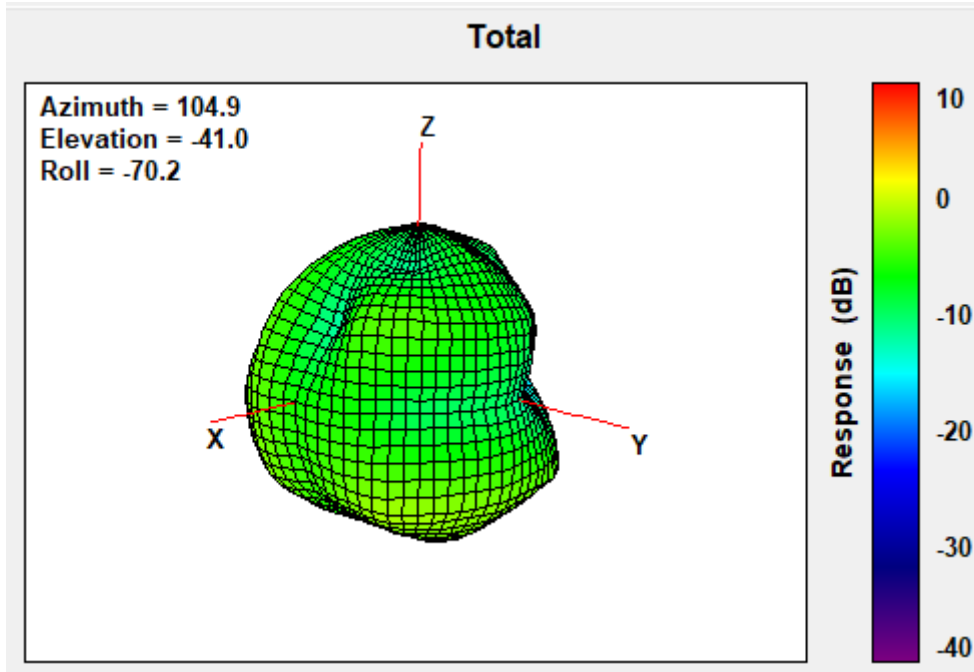 Total
Azimuth = 104.9
Elevation = -41.0
Roll = -70.2
Z
X
Y
Response (dB)
10
0
-10
-20
-30
-40